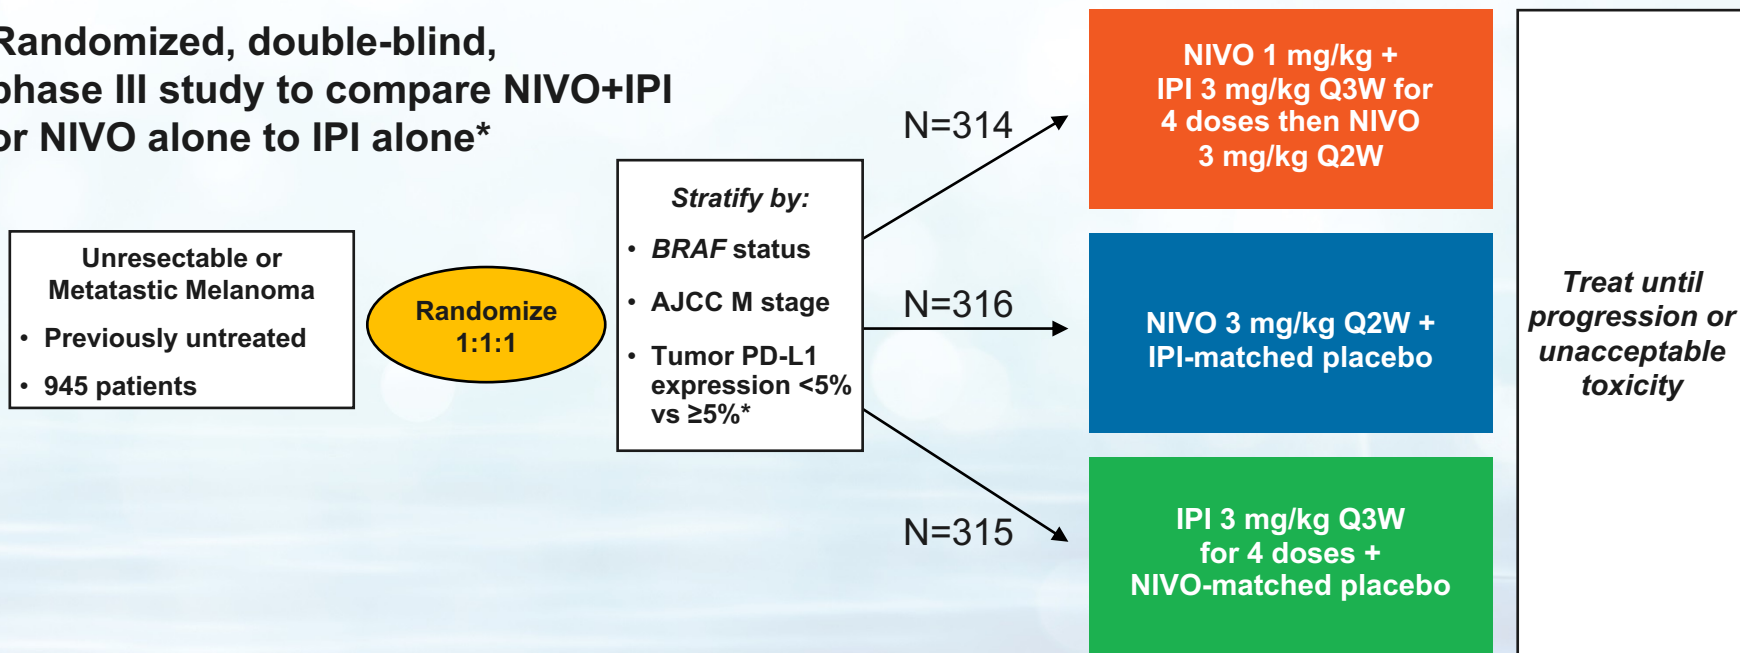 Randomized, double-blind,
phase III study to compare NIVO+IPI
or NIVO alone to IPI alone*
Unresectable or
Metatastic Melanoma
• Previously untreated
• 945 patients
Randomize
1:1:1
Stratify by:
• BRAF status
• AJCC M stage
• Tumor PD-L1
expression <5%
vs ≥5%*
N=314
N=316
N=315
NIVO 1 mg/kg +
IPI 3 mg/kg Q3W for
4 doses then NIVO
3 mg/kg Q2W
NIVO 3 mg/kg Q2W +
IPI-matched placebo
IPI 3 mg/kg Q3W
for 4 doses +
NIVO-matched placebo
Treat until
progression or
unacceptable
toxicity